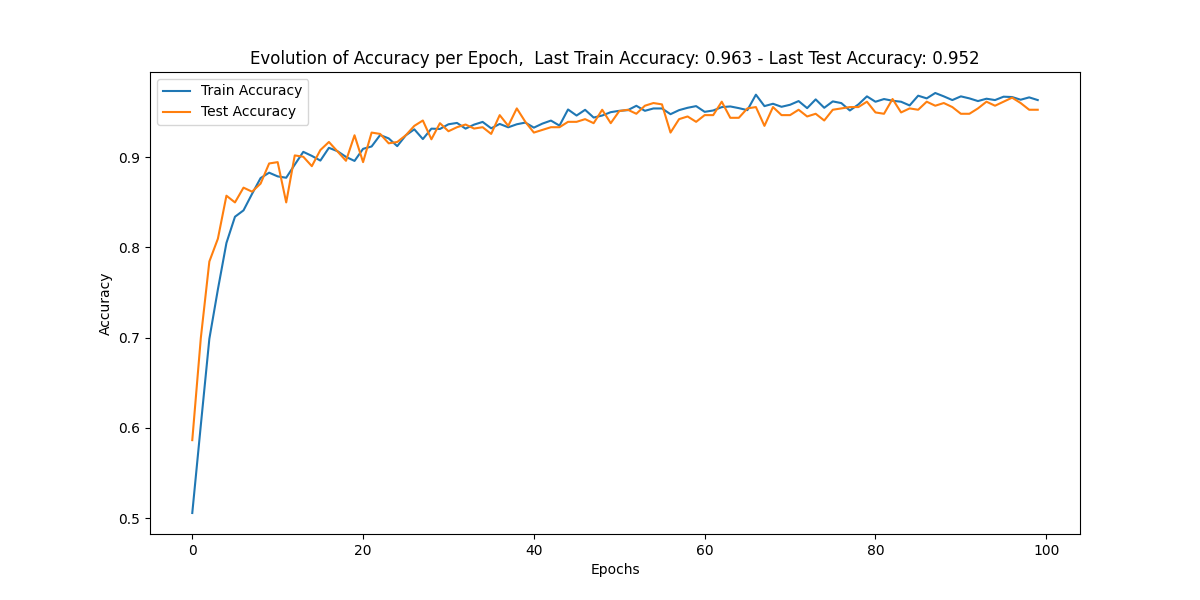 Evolution of Accuracy per Epoch,  Last Train Accuracy: 0.963 - Last Test Accuracy: 0.952
Train Accuracy
Test Accuracy
0.9
0.8
0.7
0.6
0.5
Accuracy
0
20
40
60
80
100
Epochs